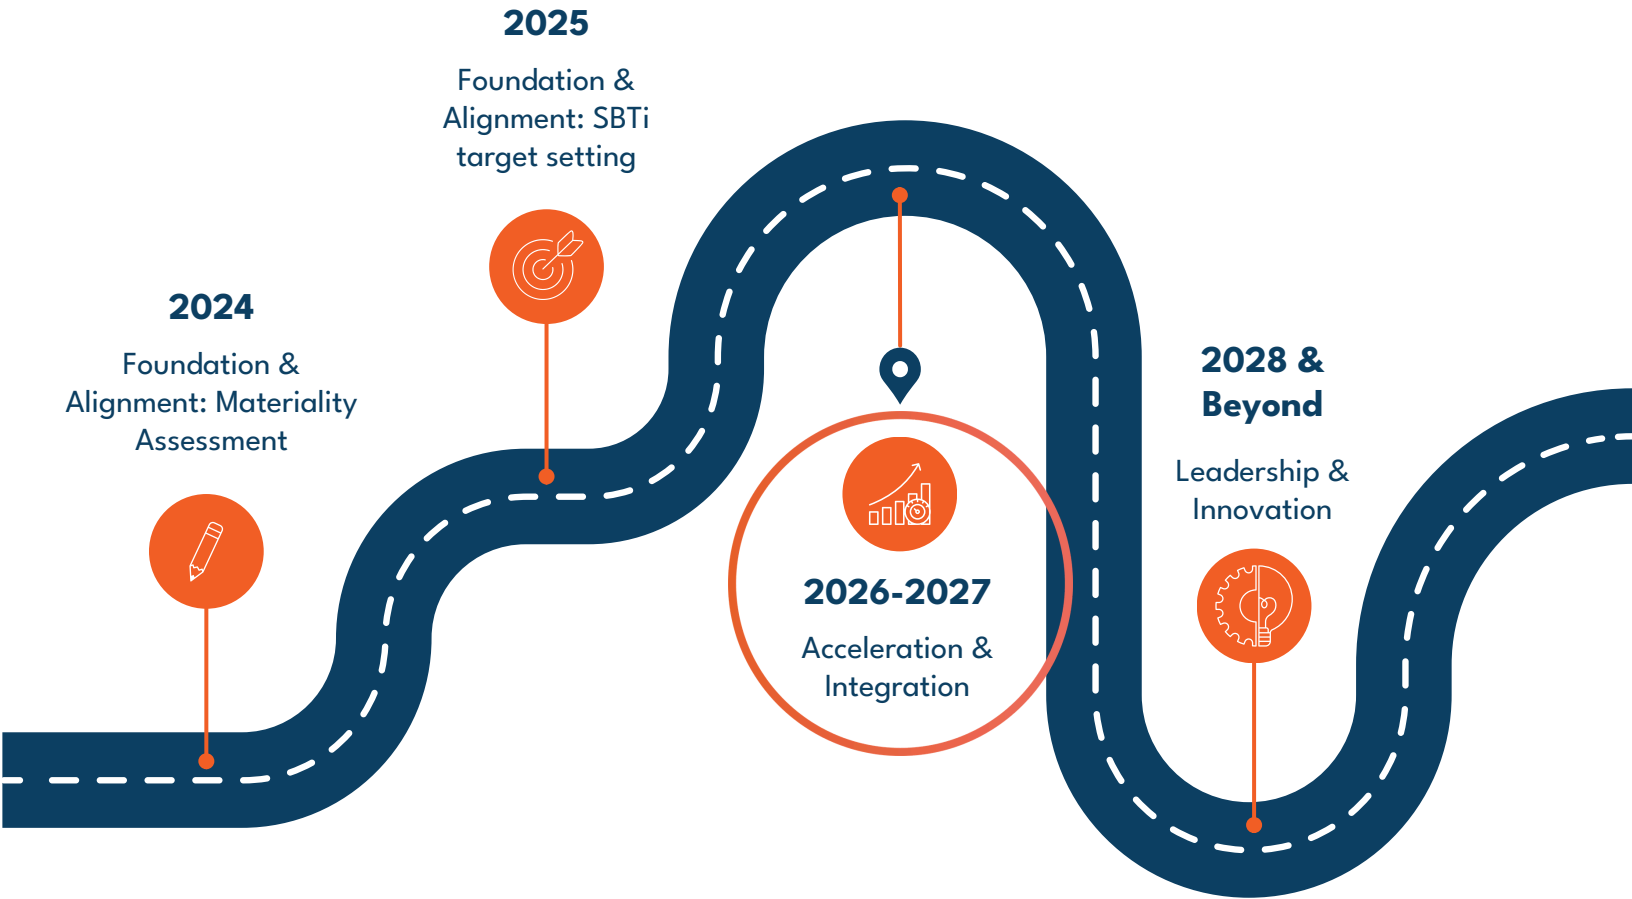 2024
Foundation &
Alignment: Materiality
Assessment
2025
Foundation &
Alignment: SBTi
target setting
2026-2027
Acceleration &
Integration
2028 &
Beyond
Leadership &
Innovation